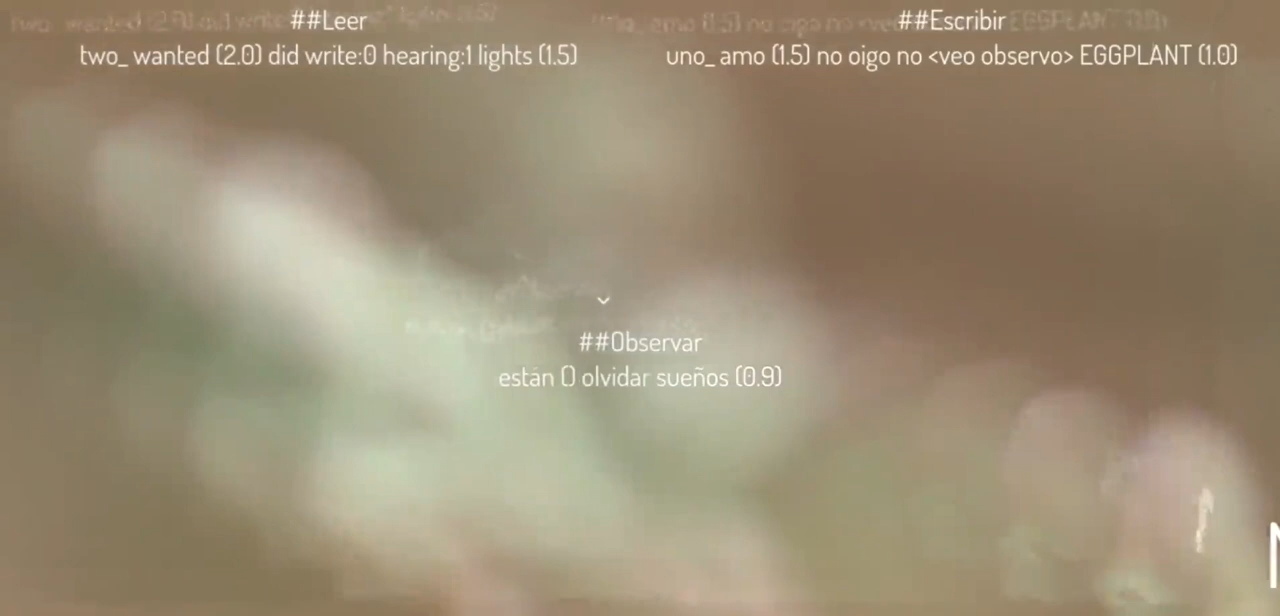 ##Leer
two_ wanted (2.0) did write:0 hearing:1 lights (1.5)
##Escribir
uno_ amo (1.5) no oigo no <veo observo> EGGPLANT (1.0)
##Observar
están () olvidar sueños (0.9)